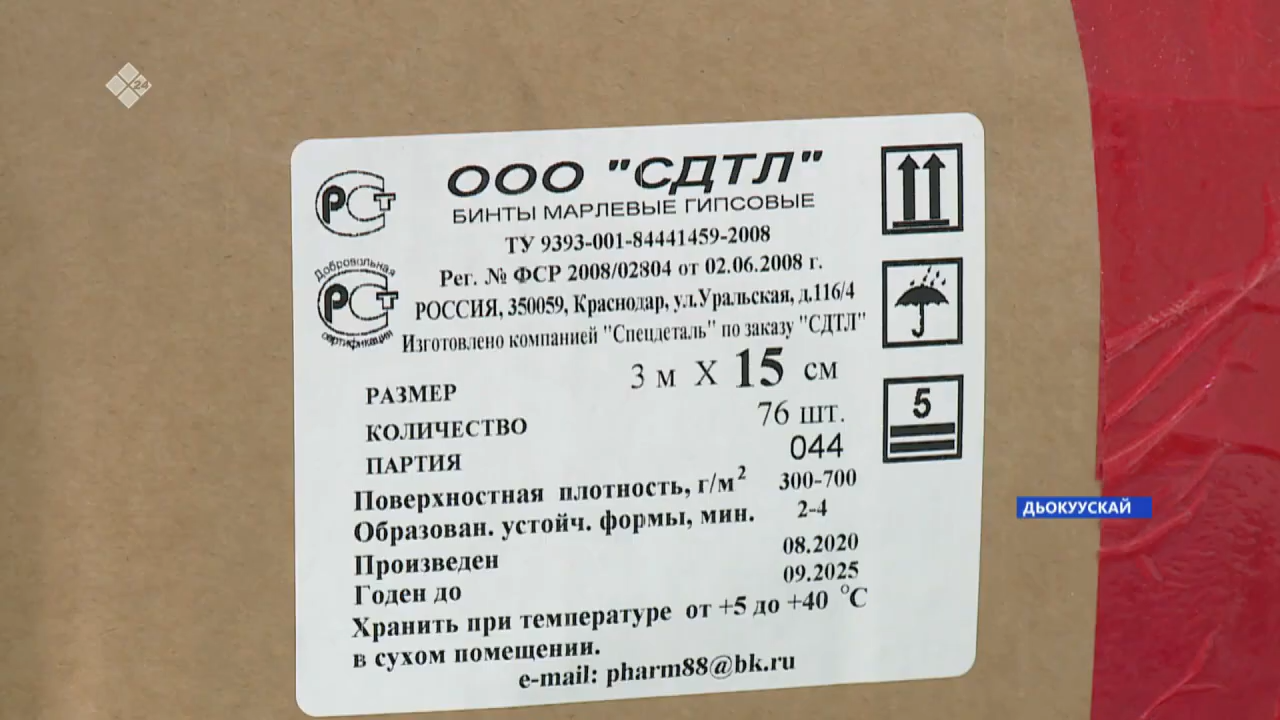 24
РСТ
ООО "СДТЛ"
БИНТЫ МАРЛЕВЫЕ ГИПСОВЫЕ
ТУ 9393-001-84441459-2008
Рег. № ФСР 2008/02804 от 02.06.2008 г.
РОССИЯ, 350059, Краснодар, ул.Уральская, д.116/4
Изготовлено компанией "Спецдеталь" по заказу "СДТЛ"
Добровольная
РСТ
сертификация
РАЗМЕР 3 м X 15 см
КОЛИЧЕСТВО 76 шт.
ПАРТИЯ 044
Поверхностная плотность, г/м² 300-700
Образован. устойч. формы, мин. 2-4
Произведен 08.2020
Годен до 09.2025
Хранить при температуре от +5 до +40 °С
в сухом помещении.
e-mail: pharm88@bk.ru
5
ДЬОКУУСКАЙ